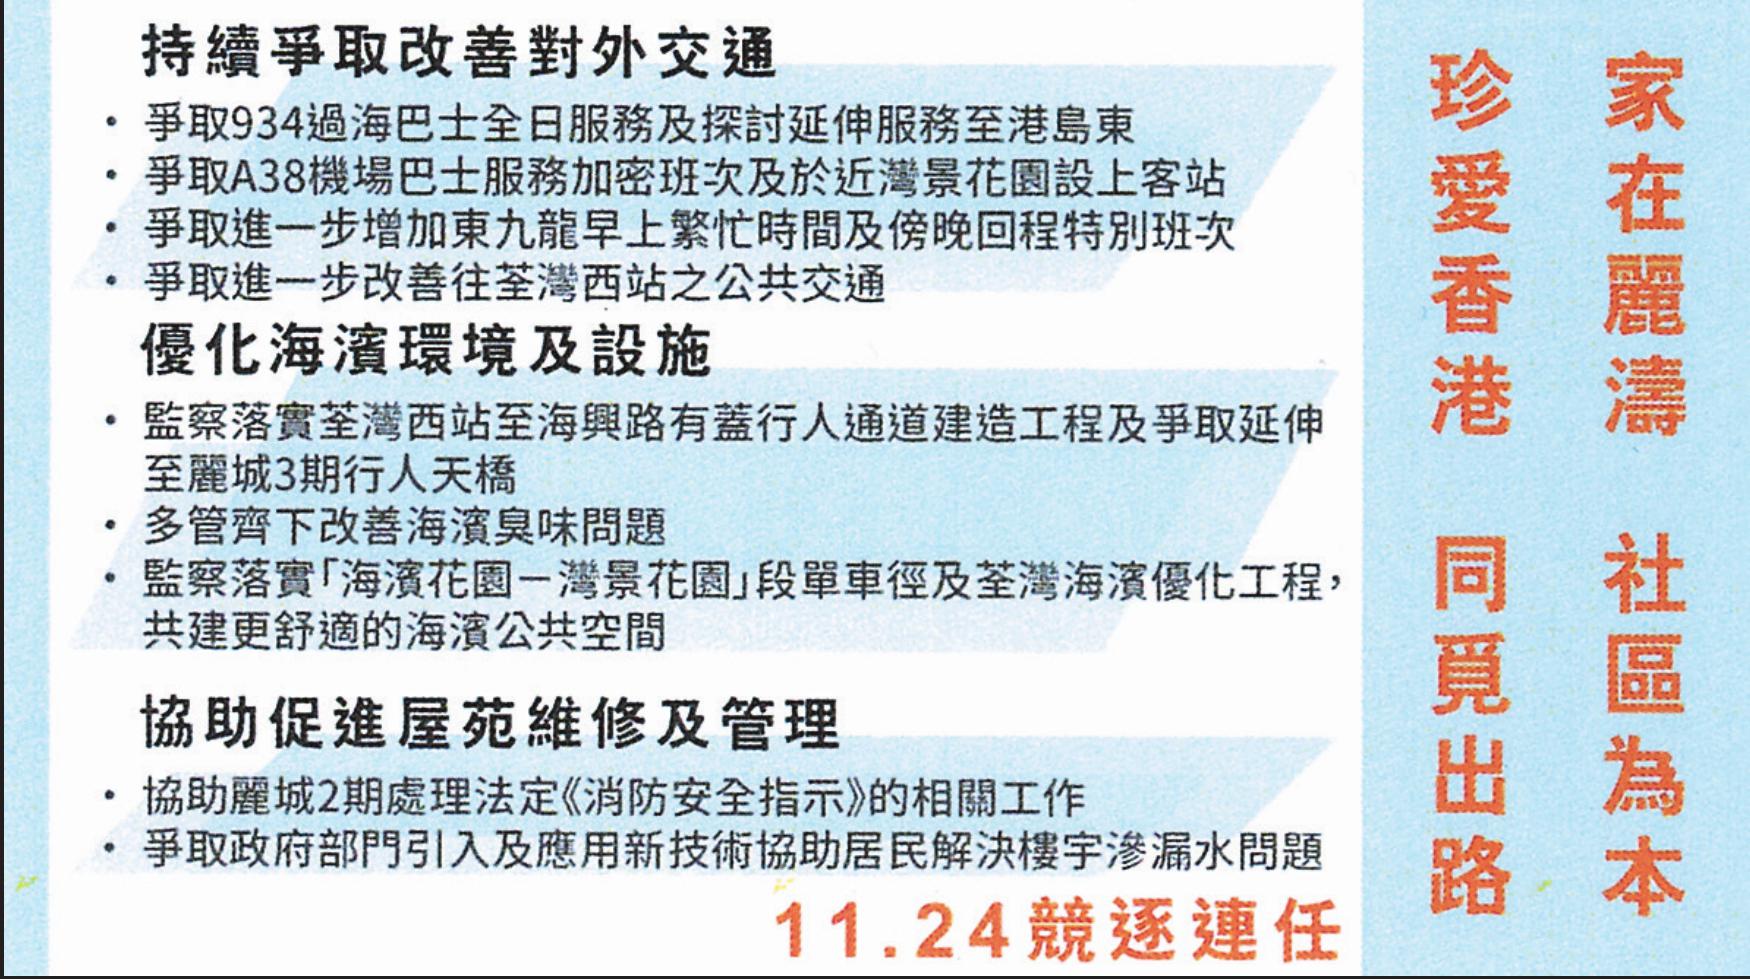 持續爭取改善對外交通
• 爭取934過海巴士全日服務及探討延伸服務至港島東
• 爭取A38機場巴士服務加密班次及於近灣景花園設上客站
• 爭取進一步增加東九龍早上繁忙時間及傍晚回程特別班次
• 爭取進一步改善往荃灣西站之公共交通
優化海濱環境及設施
• 監察落實荃灣西站至海興路有蓋行人通道建造工程及爭取延伸
至麗城3期行人天橋
• 多管齊下改善海濱臭味問題
• 監察落實「海濱花園－灣景花園」段單車徑及荃灣海濱優化工程，
共建更舒適的海濱公共空間
協助促進屋苑維修及管理
• 協助麗城2期處理法定《消防安全指示》的相關工作
• 爭取政府部門引入及應用新技術協助居民解決樓宇滲漏水問題
11.24競逐連任
家在麗濤 社區為本
珍愛香港 同覓出路